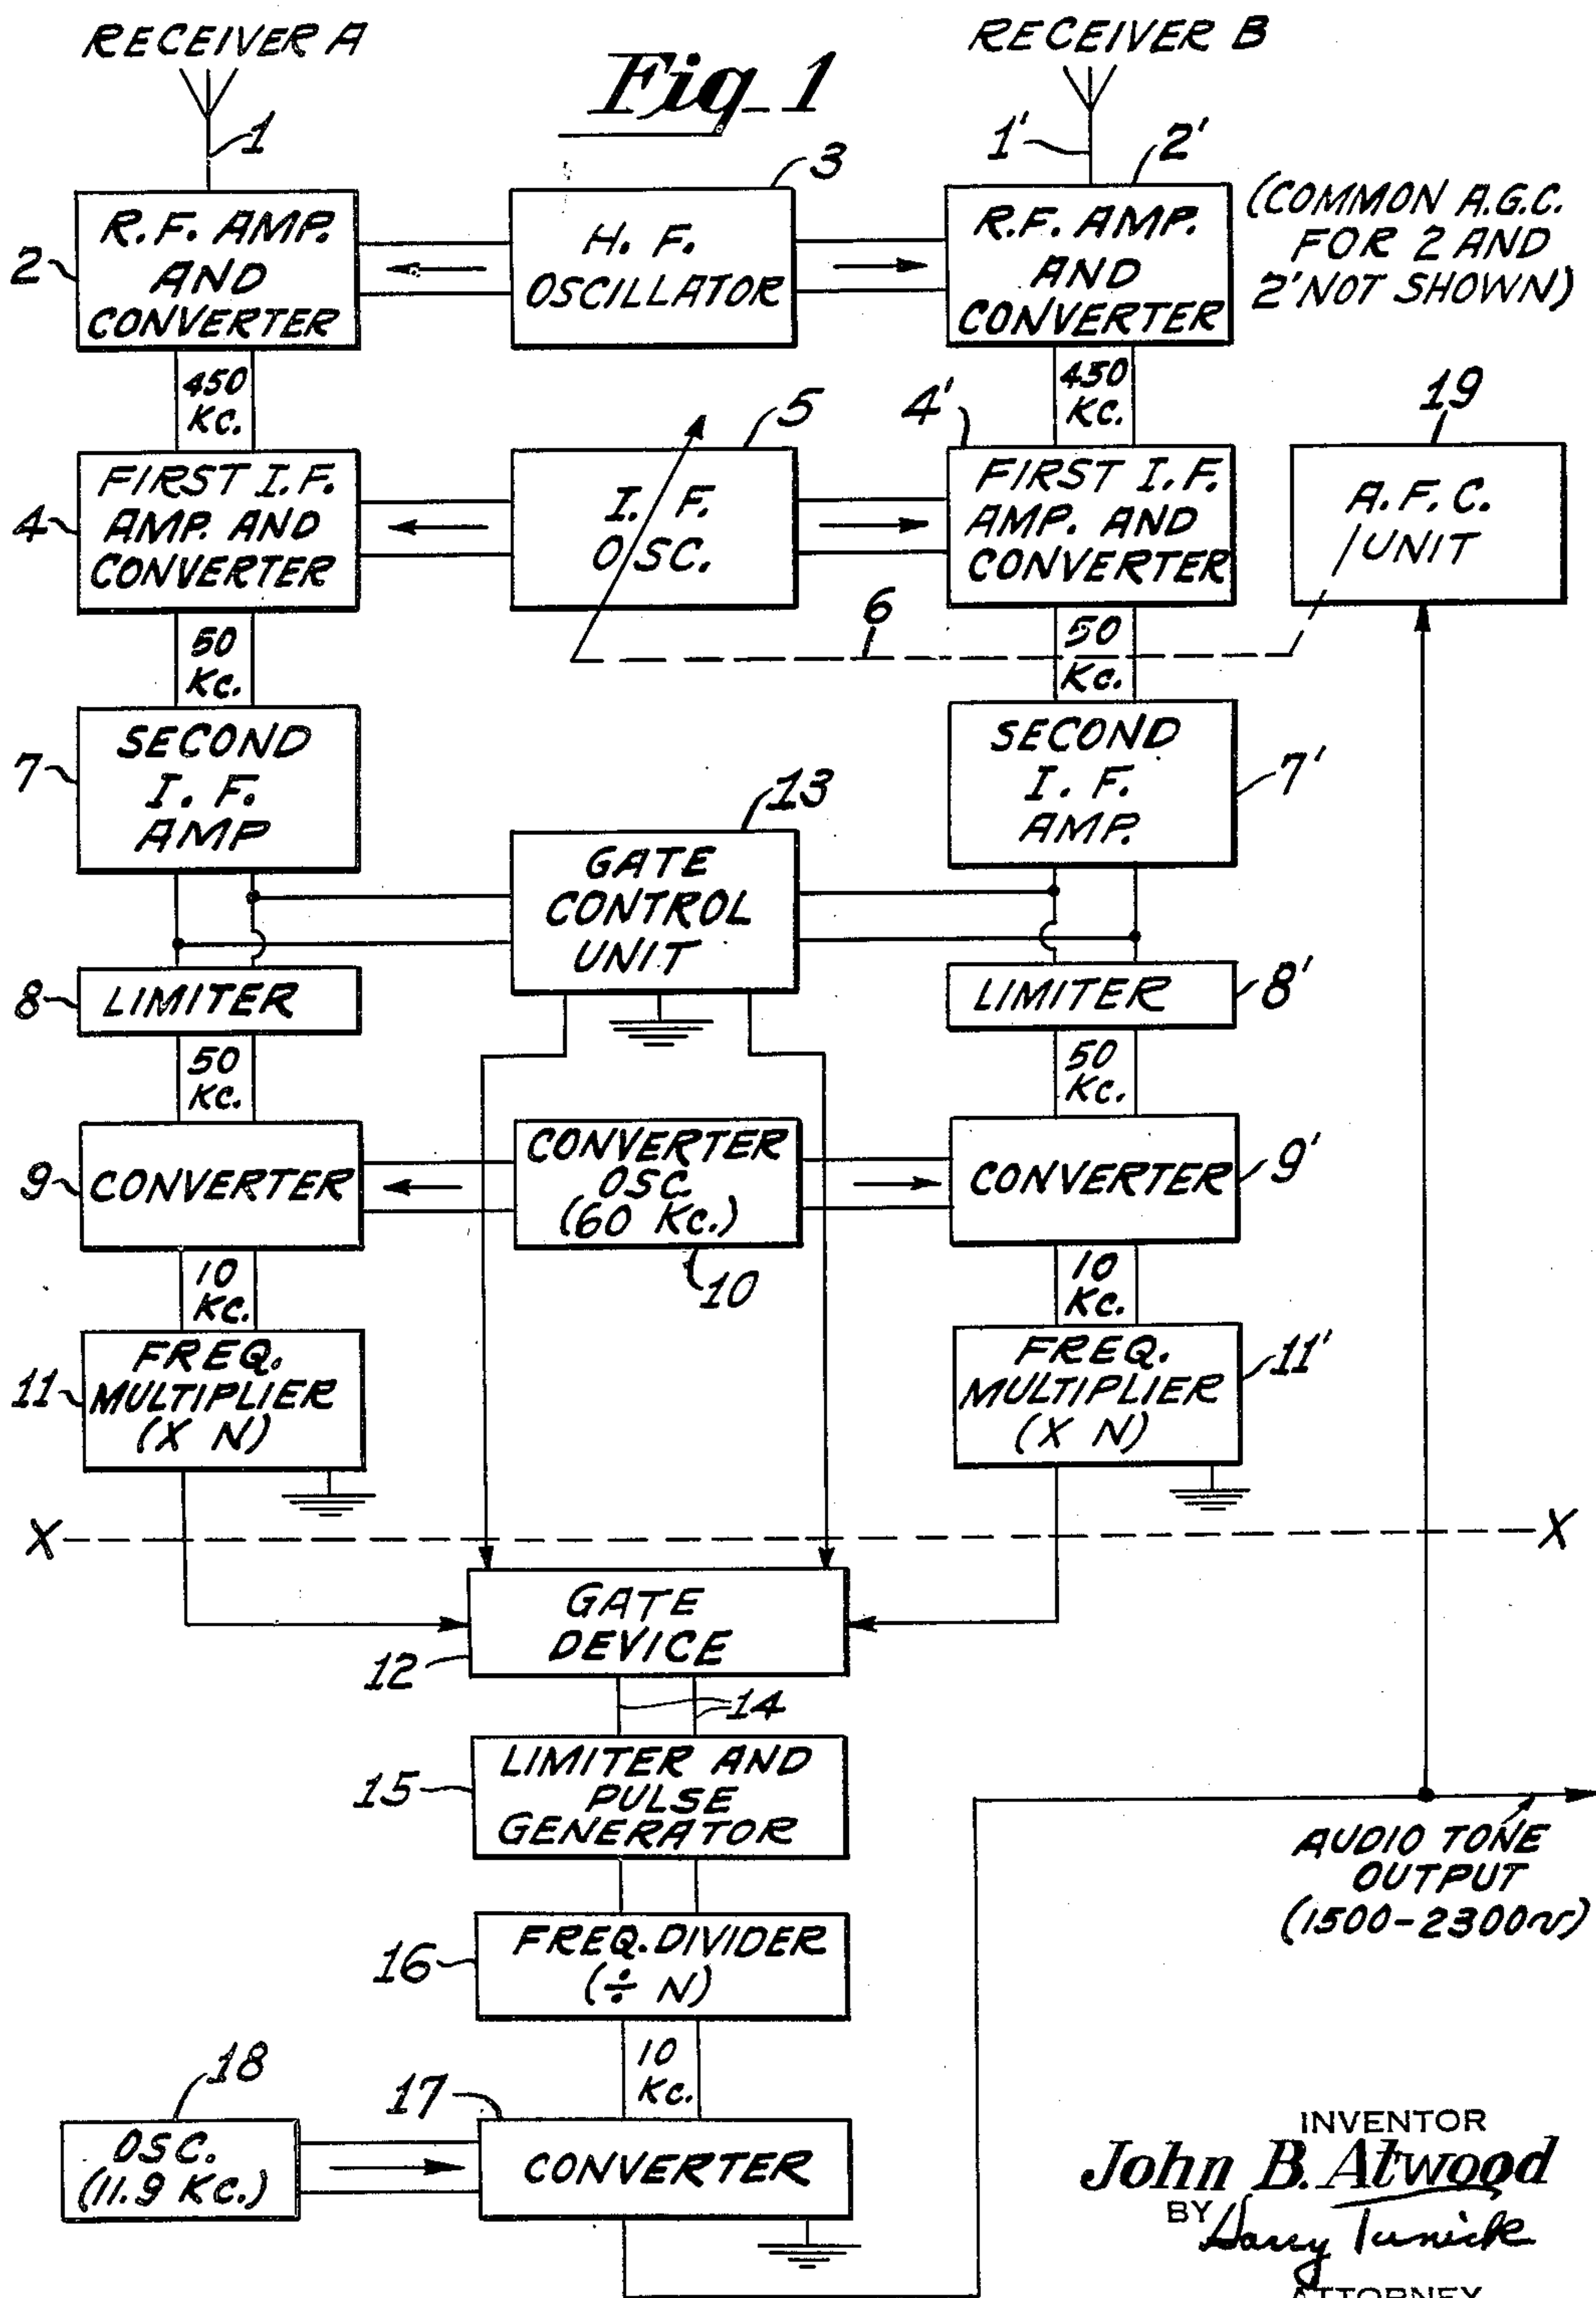 RECEIVER A
RECEIVER B
Fig_1
1
1'
2'
3
R.F. AMP.
AND
CONVERTER
2
H. F.
OSCILLATOR
R.F. AMP.
AND
CONVERTER
(COMMON A.G.C.
FOR 2 AND
2' NOT SHOWN)
450
KC.
450
KC.
5
4'
19
FIRST I.F.
AMP. AND
CONVERTER
4
I. F.
OSC.
FIRST I.F.
AMP. AND
CONVERTER
A.F.C.
UNIT
6
50
KC.
50
KC.
SECOND
I. F.
AMP
7
SECOND
I. F.
AMP.
7'
13
GATE
CONTROL
UNIT
8
LIMITER
LIMITER
8'
50
KC.
50
KC.
9
CONVERTER
CONVERTER
OSC.
(60 KC.)
10
CONVERTER
9'
10
KC.
10
KC.
FREQ.
MULTIPLIER
(X N)
11
FREQ.
MULTIPLIER
(X N)
11'
X
X
GATE
DEVICE
12
14
LIMITER AND
PULSE
GENERATOR
15
AUDIO TONE
OUTPUT
(1500-2300~)
FREQ. DIVIDER
(÷ N)
16
10
KC.
18
17
OSC.
(11.9 KC.)
CONVERTER
INVENTOR
John B. Atwood
BY Harry Tunick
ATTORNEY